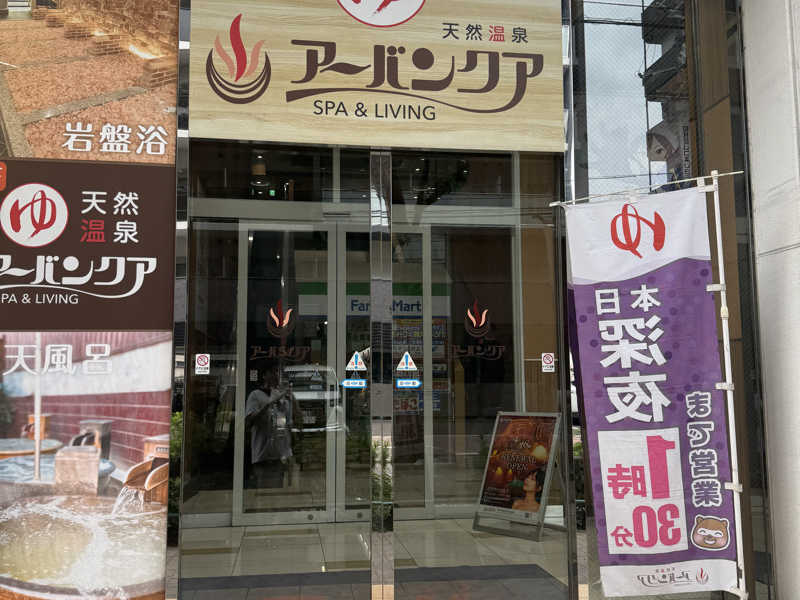 天然温泉
アーバンクア
SPA & LIVING
岩盤浴
ゆ
天然
温泉
アーバンクア
SPA & LIVING
天風呂
FamilyMart
アーバンクア
アーバンクア
RENEWAL
OPEN
ゆ
本日
深夜
1時
30分
まで営業
アーバンクア